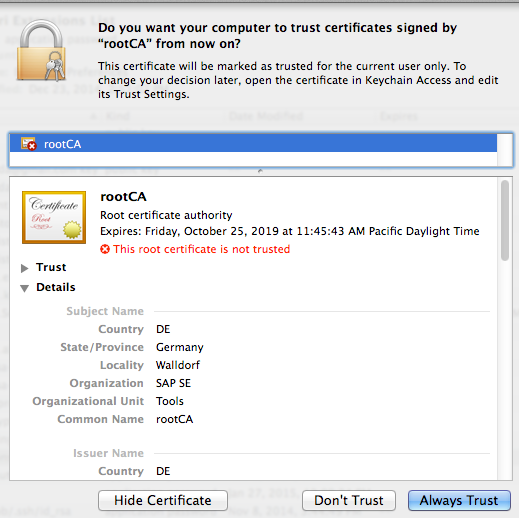 Do you want your computer to trust certificates signed by
“rootCA” from now on?
This certificate will be marked as trusted for the current user only. To
change your decision later, open the certificate in Keychain Access and edit
its Trust Settings.
rootCA
Certificate
Root
rootCA
Root certificate authority
Expires: Friday, October 25, 2019 at 11:45:43 AM Pacific Daylight Time
This root certificate is not trusted
Trust
Details
Subject Name
Country DE
State/Province Germany
Locality Walldorf
Organization SAP SE
Organizational Unit Tools
Common Name rootCA
Issuer Name
Country DE
Hide Certificate Don't Trust Always Trust